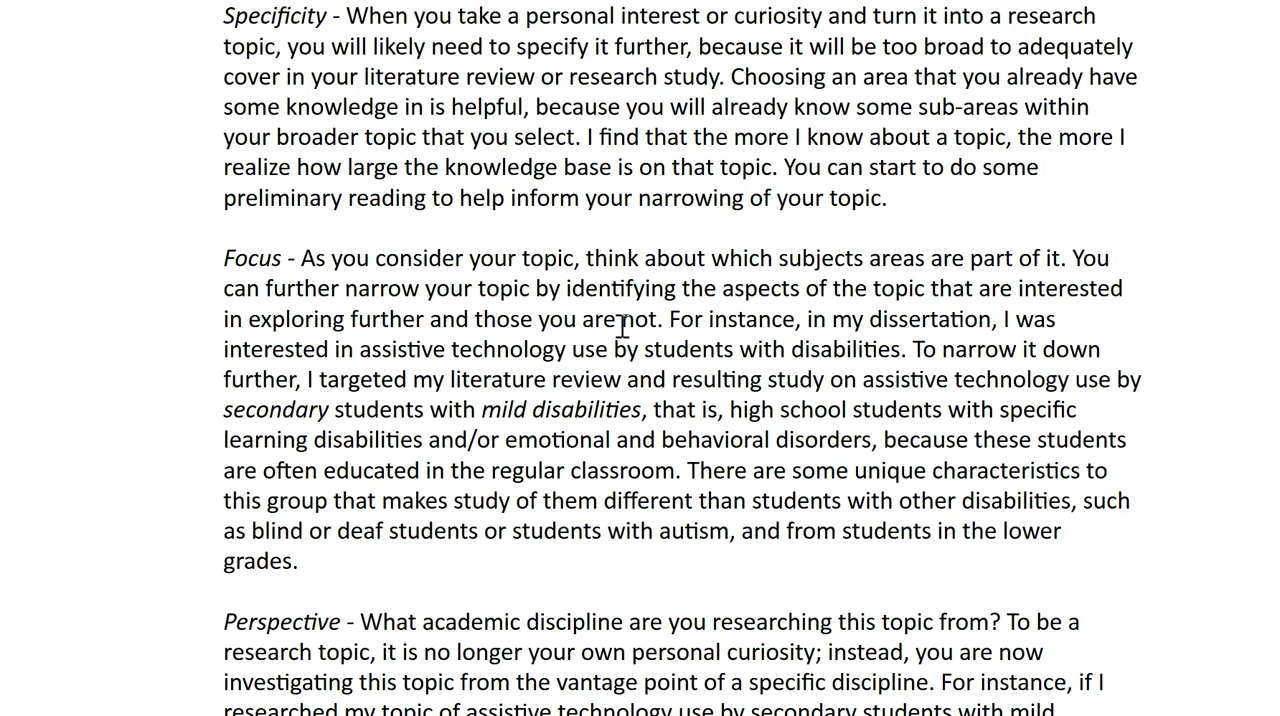 Specificity - When you take a personal interest or curiosity and turn it into a research
topic, you will likely need to specify it further, because it will be too broad to adequately
cover in your literature review or research study. Choosing an area that you already have
some knowledge in is helpful, because you will already know some sub-areas within
your broader topic that you select. I find that the more I know about a topic, the more I
realize how large the knowledge base is on that topic. You can start to do some
preliminary reading to help inform your narrowing of your topic.
Focus - As you consider your topic, think about which subjects areas are part of it. You
can further narrow your topic by identifying the aspects of the topic that are interested
in exploring further and those you are not. For instance, in my dissertation, I was
interested in assistive technology use by students with disabilities. To narrow it down
further, I targeted my literature review and resulting study on assistive technology use by
secondary students with mild disabilities, that is, high school students with specific
learning disabilities and/or emotional and behavioral disorders, because these students
are often educated in the regular classroom. There are some unique characteristics to
this group that makes study of them different than students with other disabilities, such
as blind or deaf students or students with autism, and from students in the lower
grades.
Perspective - What academic discipline are you researching this topic from? To be a
research topic, it is no longer your own personal curiosity; instead, you are now
investigating this topic from the vantage point of a specific discipline. For instance, if I
researched my topic of assistive technology use by secondary students with mild